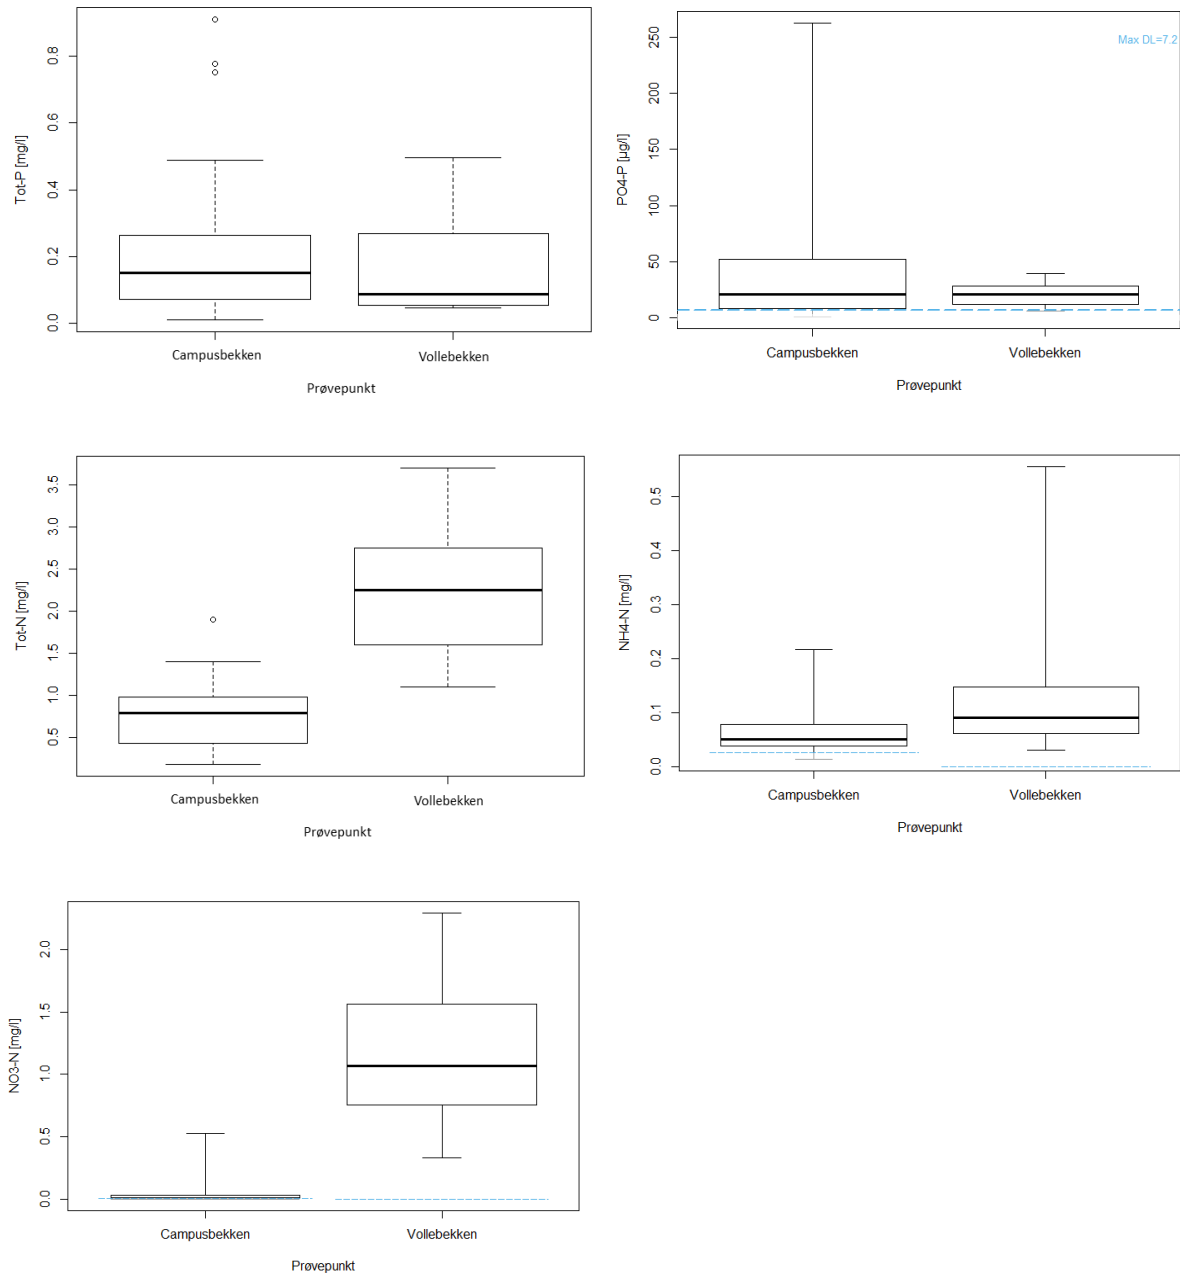 Tot-P [mg/l]
0.8
0.6
0.4
0.2
0.0
Campusbekken
Vollebekken
Prøvepunkt
PO4-P [µg/l]
250
200
150
100
50
0
Max DL=7.2
Campusbekken
Vollebekken
Prøvepunkt
Tot-N [mg/l]
3.5
3.0
2.5
2.0
1.5
1.0
0.5
Campusbekken
Vollebekken
Prøvepunkt
NH4-N [mg/l]
0.5
0.4
0.3
0.2
0.1
0.0
Campusbekken
Vollebekken
Prøvepunkt
NO3-N [mg/l]
2.0
1.5
1.0
0.5
0.0
Campusbekken
Vollebekken
Prøvepunkt